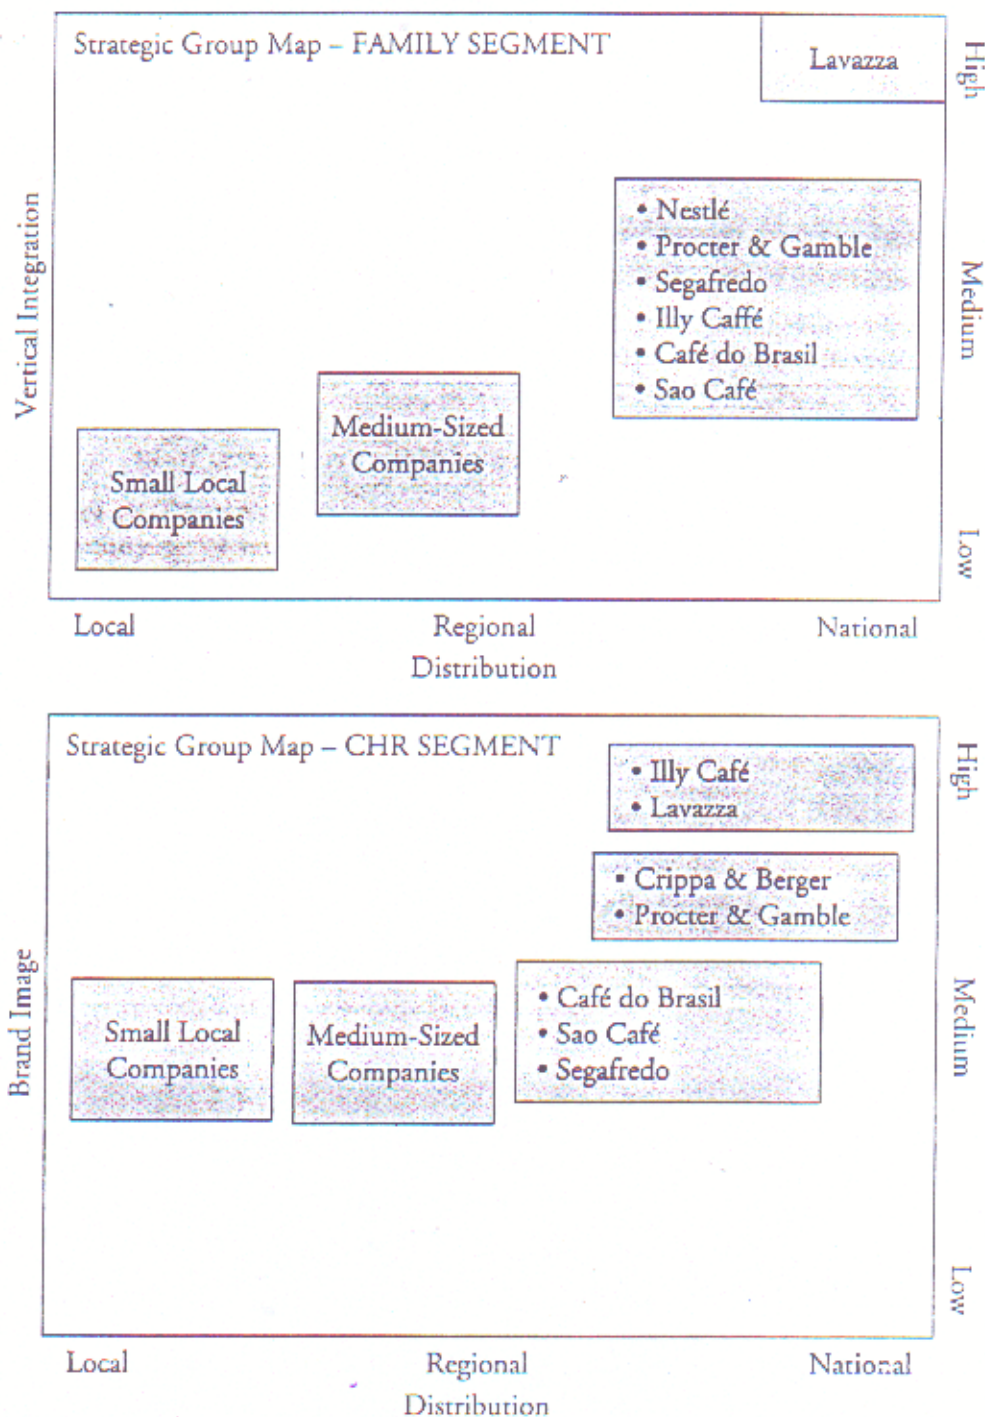 Strategic Group Map – FAMILY SEGMENT
Lavazza
High
• Nestlé
• Procter & Gamble
• Segafredo
• Illy Caffé
• Café do Brasil
• Sao Café
Medium
Vertical Integration
Medium-Sized
Companies
Small Local
Companies
Low
Local
Regional
National
Distribution
Strategic Group Map – CHR SEGMENT
• Illy Café
• Lavazza
High
• Crippa & Berger
• Procter & Gamble
Brand Image
Small Local
Companies
Medium-Sized
Companies
• Café do Brasil
• Sao Café
• Segafredo
Medium
Low
Local
Regional
National
Distribution